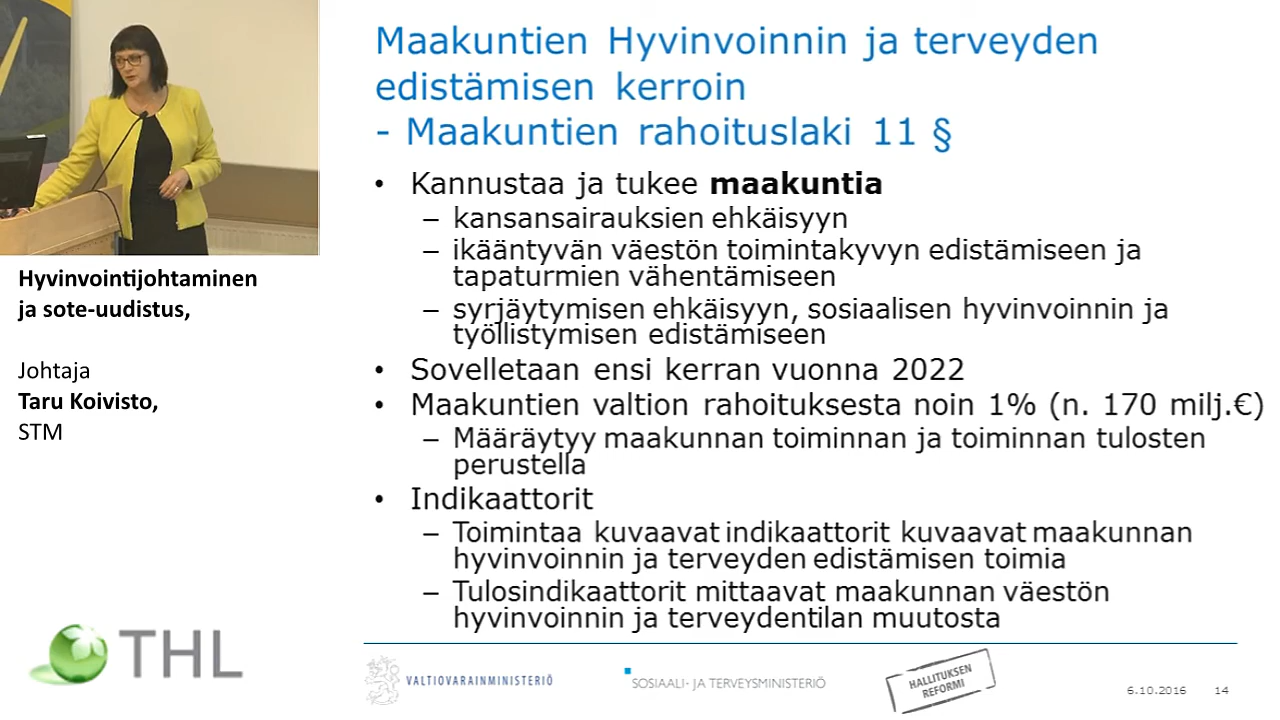 Maakuntien Hyvinvoinnin ja terveyden
edistämisen kerroin
- Maakuntien rahoituslaki 11 §
• Kannustaa ja tukee maakuntia
– kansansairauksien ehkäisyyn
– ikääntyvän väestön toimintakyvyn edistämiseen ja
tapaturmien vähentämiseen
– syrjäytymisen ehkäisyyn, sosiaalisen hyvinvoinnin ja
työllistymisen edistämiseen
• Sovelletaan ensi kerran vuonna 2022
• Maakuntien valtion rahoituksesta noin 1% (n. 170 milj.€)
– Määräytyy maakunnan toiminnan ja toiminnan tulosten
perustella
• Indikaattorit
– Toimintaa kuvaavat indikaattorit kuvaavat maakunnan
hyvinvoinnin ja terveyden edistämisen toimia
– Tulosindikaattorit mittaavat maakunnan väestön
hyvinvoinnin ja terveydentilan muutosta
Hyvinvointijohtaminen
ja sote-uudistus,
Johtaja
Taru Koivisto,
STM
THL
VALTIOVARAINMINISTERIÖ
SOSIAALI- JA TERVEYSMINISTERIÖ
HALLITUKSEN
REFORMI
6.10.2016 14